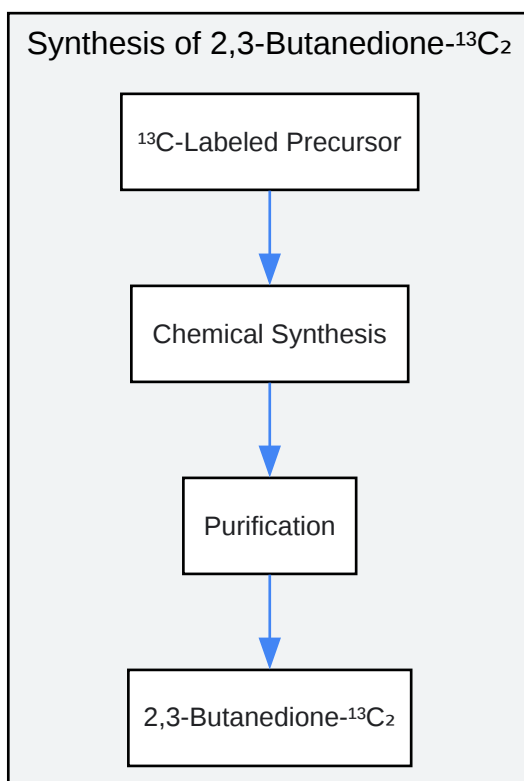 Synthesis of 2,3-Butanedione-¹³C₂
¹³C-Labeled Precursor
Chemical Synthesis
Purification
2,3-Butanedione-¹³C₂